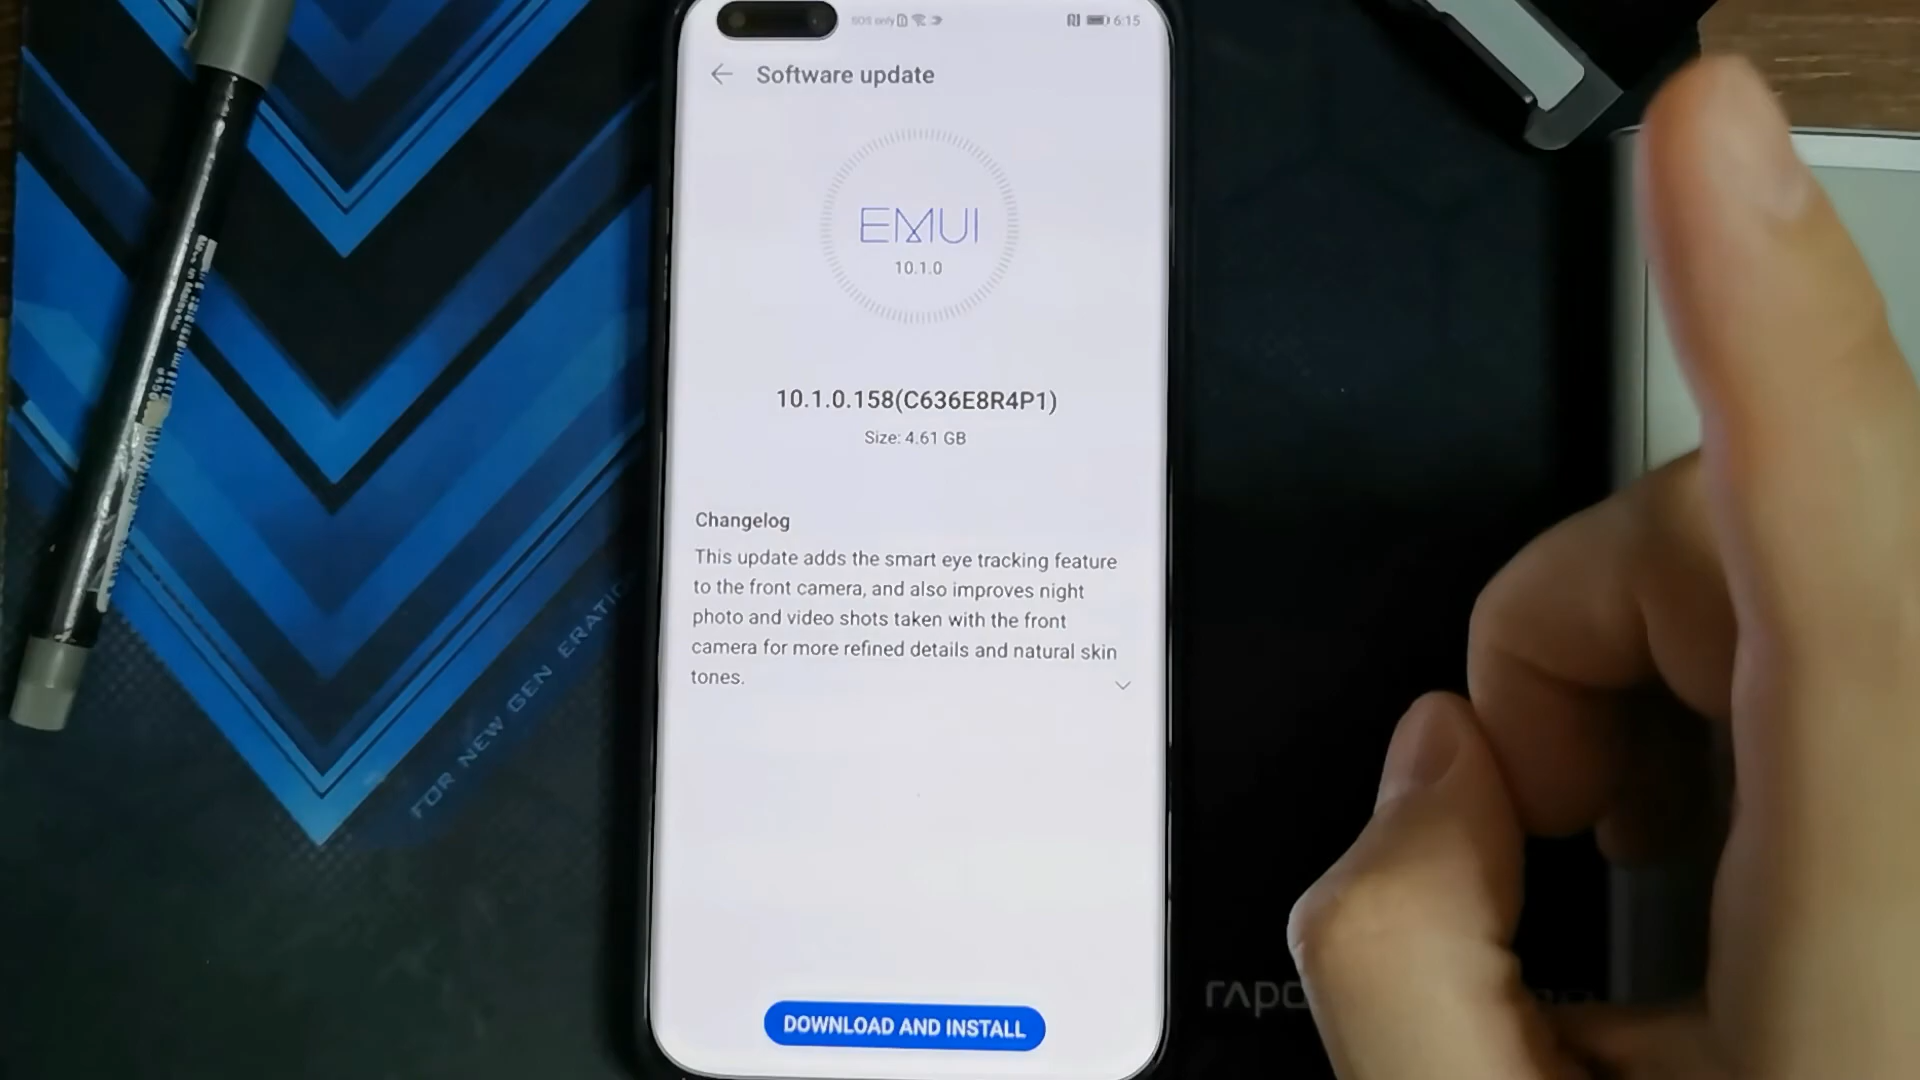 SOS only
6:15
Software update
EMUI
10.1.0
10.1.0.158(C636E8R4P1)
Size: 4.61 GB
Changelog
This update adds the smart eye tracking feature
to the front camera, and also improves night
photo and video shots taken with the front
camera for more refined details and natural skin
tones.
DOWNLOAD AND INSTALL
FOR NEW GEN ERATIO
rapo